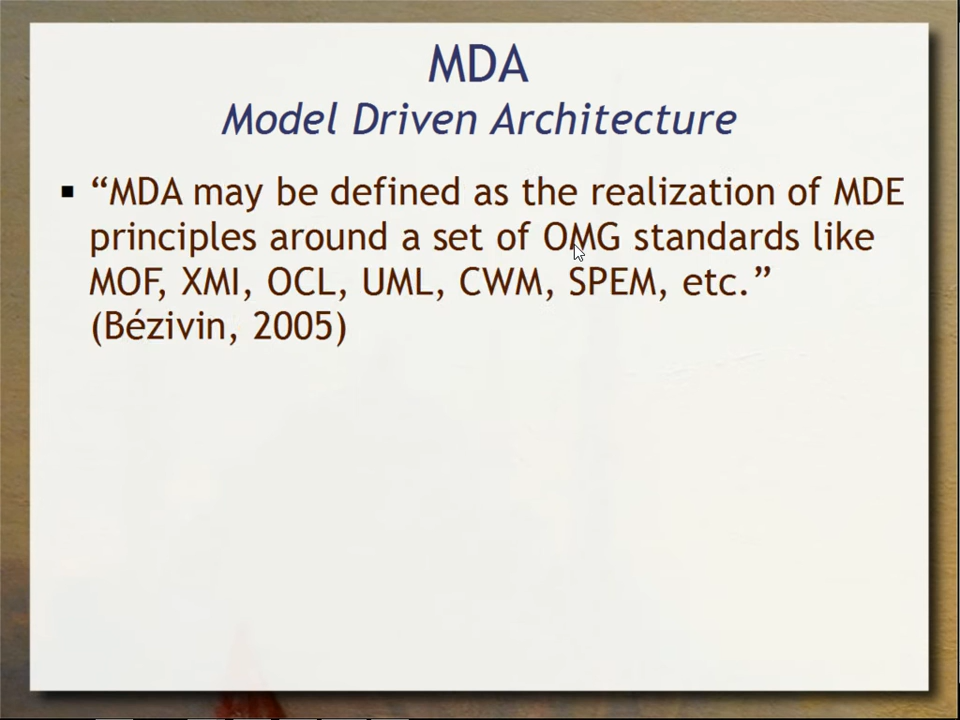 MDA
Model Driven Architecture
▪ “MDA may be defined as the realization of MDE
principles around a set of OMG standards like
MOF, XMI, OCL, UML, CWM, SPEM, etc.”
(Bézivin, 2005)